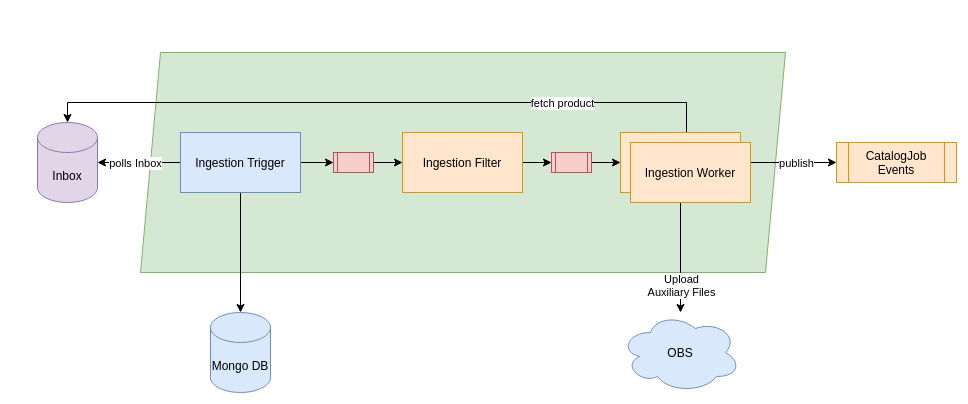 fetch product
Inbox
polls Inbox
Ingestion Trigger
Ingestion Filter
Ingestion Worker
publish
CatalogJob
Events
Upload
Auxiliary Files
Mongo DB
OBS